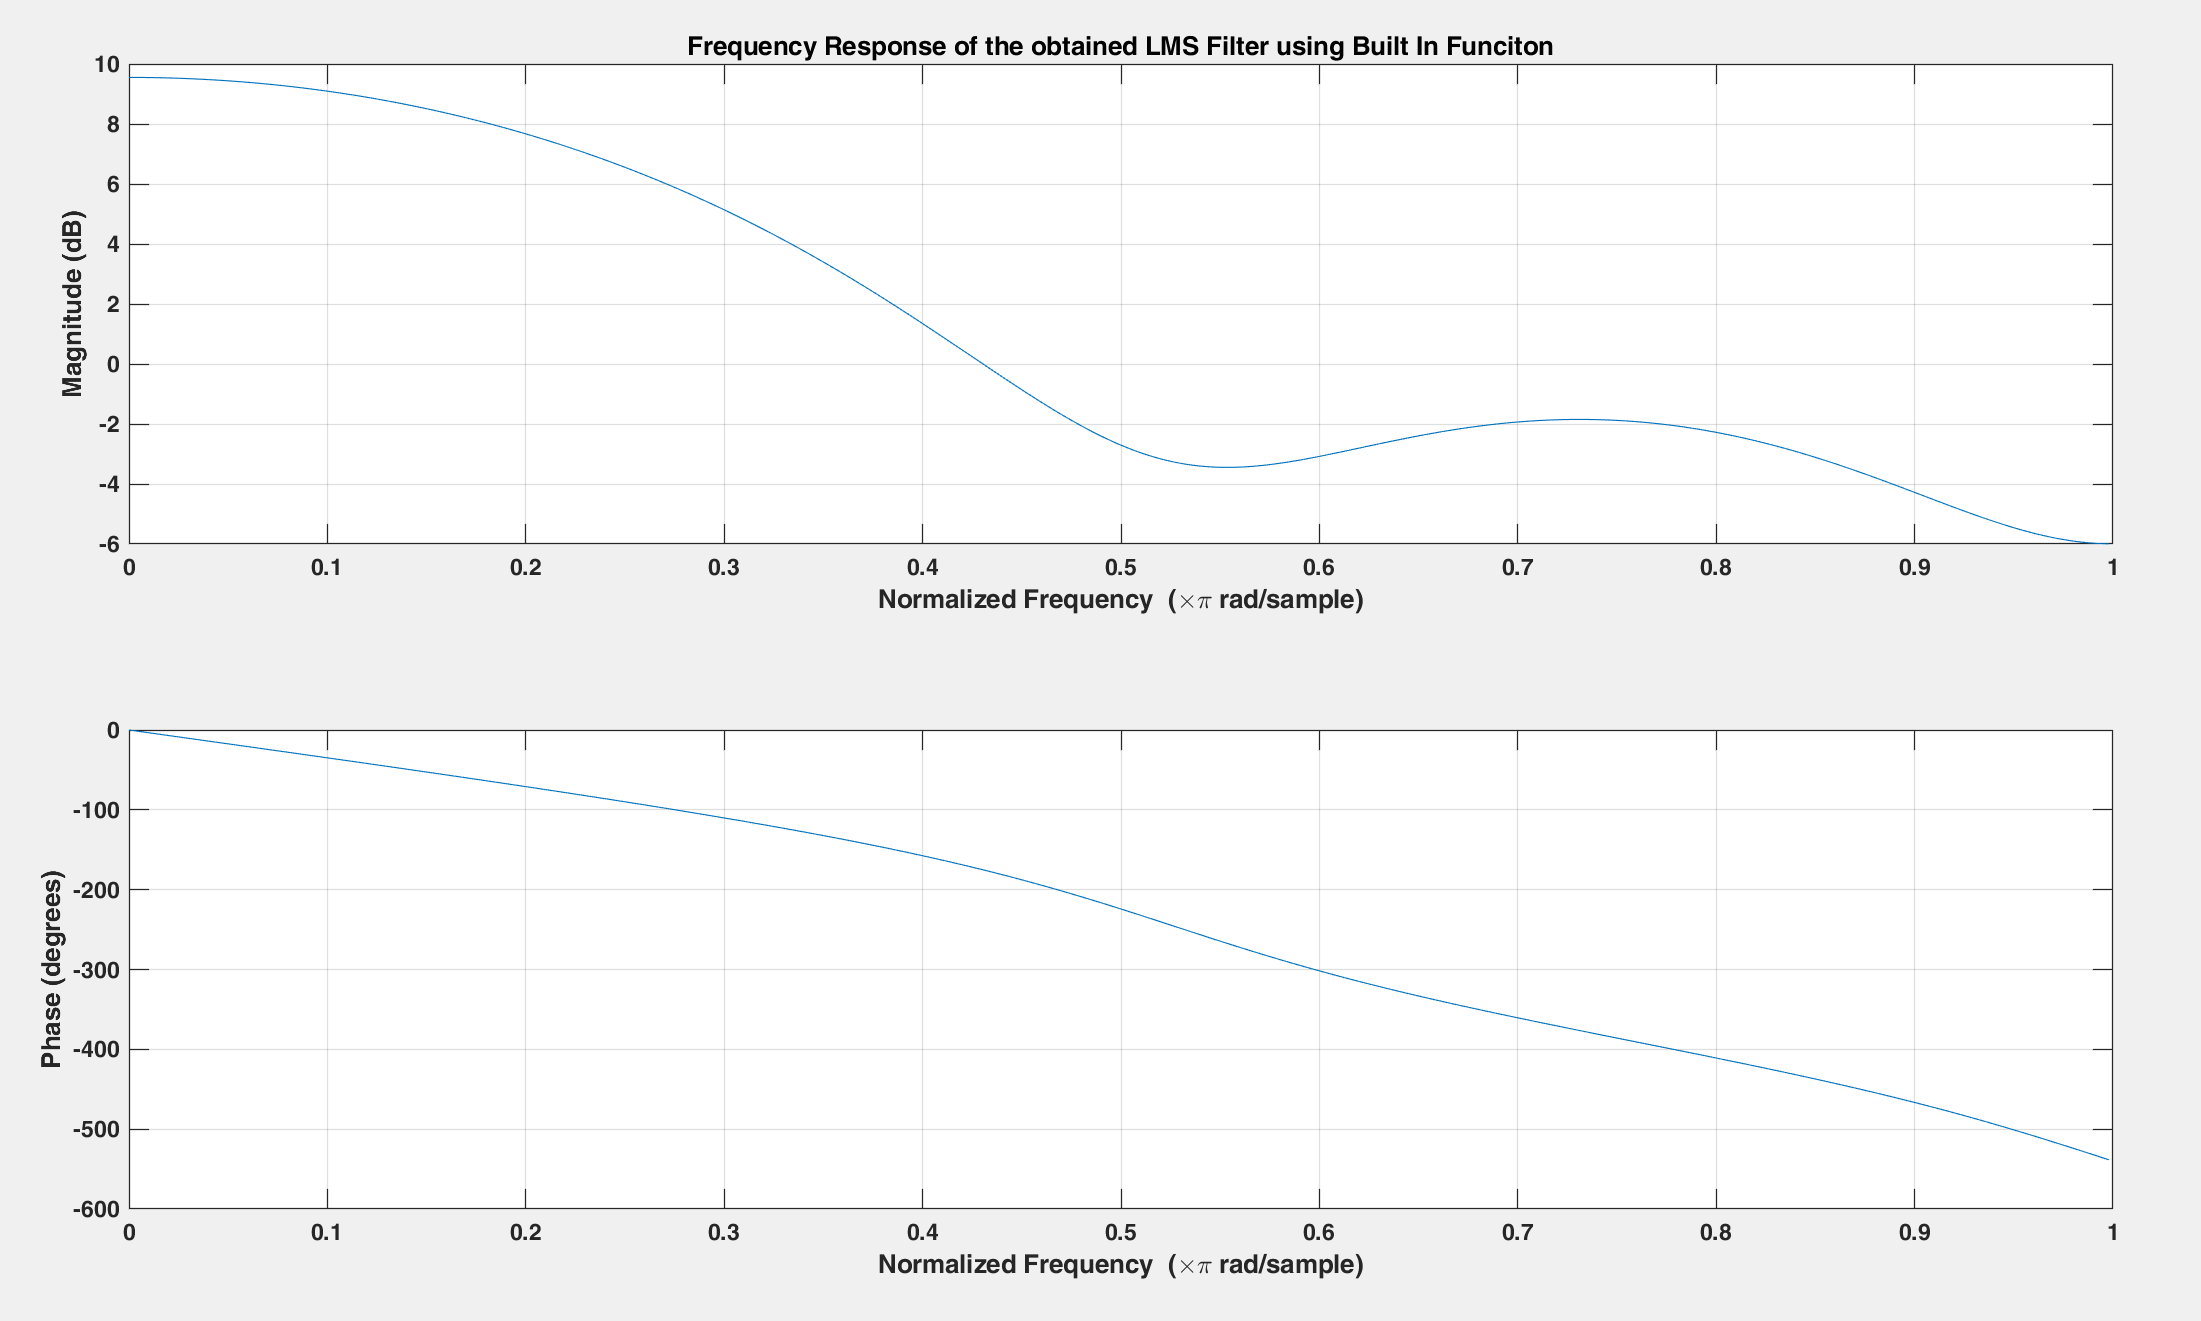 Frequency Response of the obtained LMS Filter using Built In Funciton
10
8
6
4
2
0
-2
-4
-6
Magnitude (dB)
0 0.1 0.2 0.3 0.4 0.5 0.6 0.7 0.8 0.9 1
Normalized Frequency (×π rad/sample)
0
-100
-200
-300
-400
-500
-600
Phase (degrees)
0 0.1 0.2 0.3 0.4 0.5 0.6 0.7 0.8 0.9 1
Normalized Frequency (×π rad/sample)